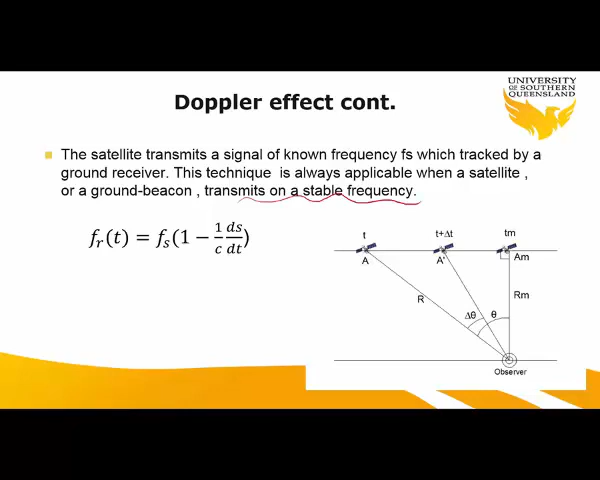 UNIVERSITY
OF SOUTHERN
QUEENSLAND
Doppler effect cont.
The satellite transmits a signal of known frequency fs which tracked by a
ground receiver. This technique is always applicable when a satellite ,
or a ground-beacon , transmits on a stable frequency.
f_r(t) = f_s(1 − \frac{1}{c}\frac{ds}{dt})
t
t+Δt
tm
A
A'
Am
R
Rm
Δθ
θ
Observer